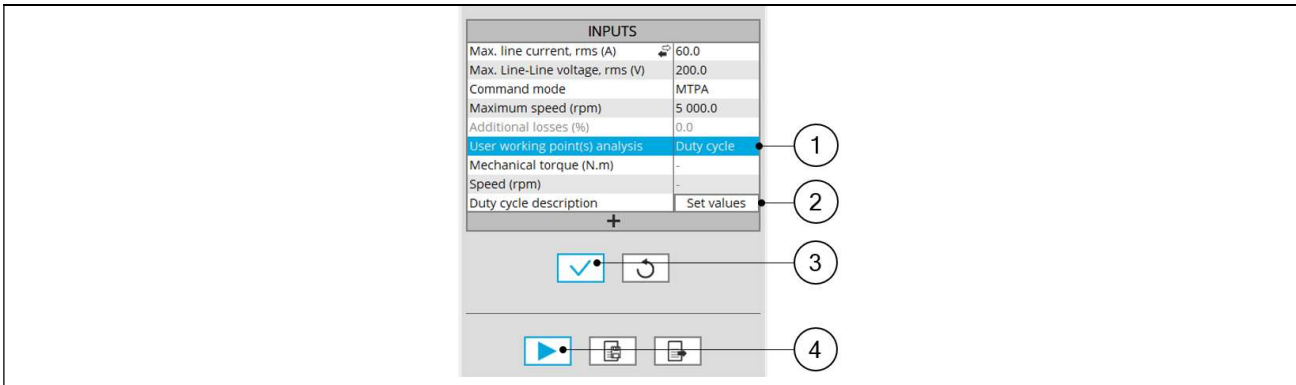 INPUTS
Max. line current, rms (A) 60.0
Max. Line-Line voltage, rms (V) 200.0
Command mode MTPA
Maximum speed (rpm) 5 000.0
Additional losses (%) 0.0
User working point(s) analysis Duty cycle 1
Mechanical torque (N.m) -
Speed (rpm) -
Duty cycle description Set values 2
+
3
4